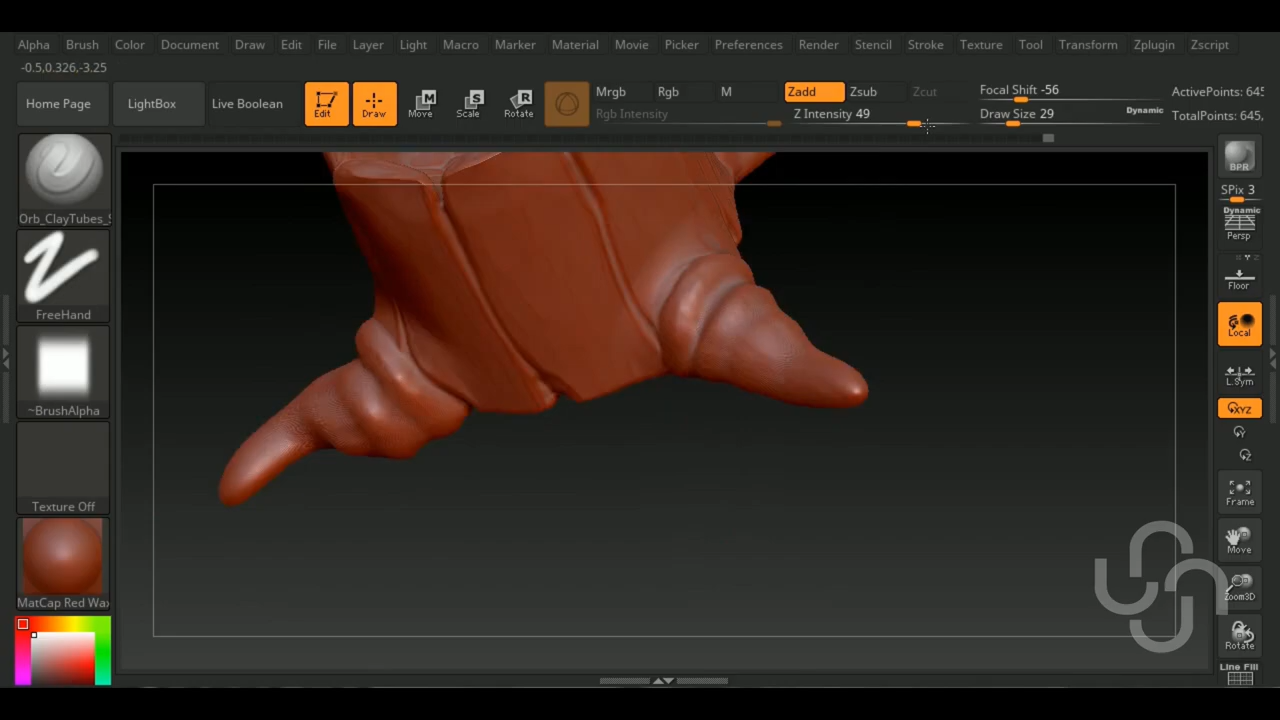 Alpha Brush Color Document Draw Edit File Layer Light Macro Marker Material Movie Picker Preferences Render Stencil Stroke Texture Tool Transform Zplugin Zscript
-0.5,0.326,-3.25
Home Page LightBox Live Boolean Edit Draw Move Scale Rotate
M S R
Mrgb Rgb M Zadd Zsub Zcut Focal Shift -56 ActivePoints: 645
Rgb Intensity Z Intensity 49 Draw Size 29 Dynamic TotalPoints: 645,
BPR
SPix 3
Orb_ClayTubes_S
Dynamic
Persp
Floor
FreeHand
Local
L.Sym
~BrushAlpha
XYZ
Y
Z
Texture Off
Frame
Move
MatCap Red Wax
Zoom3D
Rotate
Line Fill